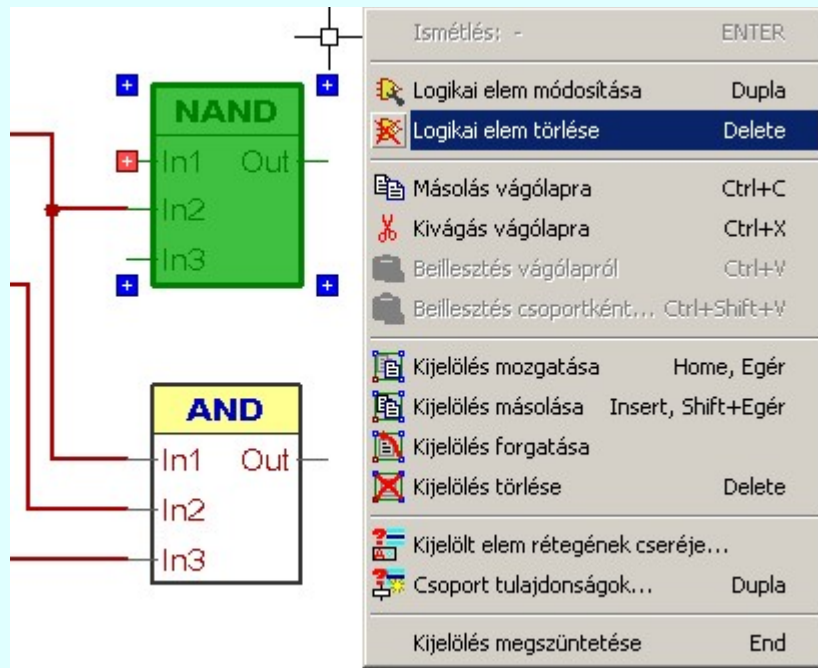 NAND
In1 Out
In2
In3
AND
In1 Out
In2
In3
Ismétlés: - ENTER
Logikai elem módosítása Dupla
Logikai elem törlése Delete
Másolás vágólapra Ctrl+C
Kivágás vágólapra Ctrl+X
Beillesztés vágólapról Ctrl+V
Beillesztés csoportként... Ctrl+Shift+V
Kijelölés mozgatása Home, Egér
Kijelölés másolása Insert, Shift+Egér
Kijelölés forgatása
Kijelölés törlése Delete
Kijelölt elem rétegének cseréje...
Csoport tulajdonságok... Dupla
Kijelölés megszüntetése End